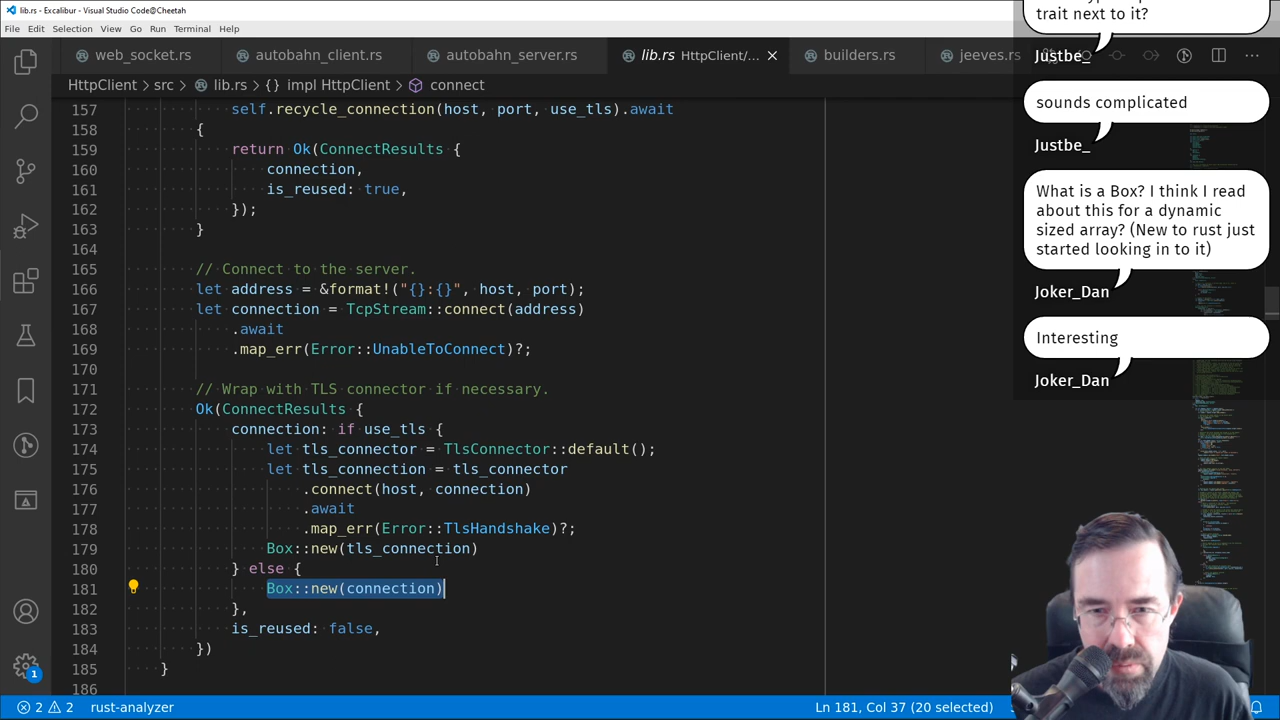 lib.rs - Excalibur - Visual Studio Code@Cheetah
File Edit Selection View Go Run Terminal Help
web_socket.rs autobahn_client.rs autobahn_server.rs lib.rs HttpClient/... builders.rs jeeves.rs
HttpClient > src > lib.rs > {} impl HttpClient > connect
157 self.recycle_connection(host, port, use_tls).await
158 {
159 return Ok(ConnectResults {
160 connection,
161 is_reused: true,
162 });
163 }
164
165 // Connect to the server.
166 let address = &format!("{}:{}", host, port);
167 let connection = TcpStream::connect(address)
168 .await
169 .map_err(Error::UnableToConnect)?;
170
171 // Wrap with TLS connector if necessary.
172 Ok(ConnectResults {
173 connection: if use_tls {
174 let tls_connector = TlsConnector::default();
175 let tls_connection = tls_connector
176 .connect(host, connection)
177 .await
178 .map_err(Error::TlsHandshake)?;
179 Box::new(tls_connection)
180 } else {
181 Box::new(connection)
182 },
183 is_reused: false,
184 })
185 }
186
trait next to it?
Justbe_
sounds complicated
Justbe_
What is a Box? I think I read
about this for a dynamic
sized array? (New to rust just
started looking in to it)
Joker_Dan
Interesting
Joker_Dan
1
2 2 rust-analyzer Ln 181, Col 37 (20 selected)